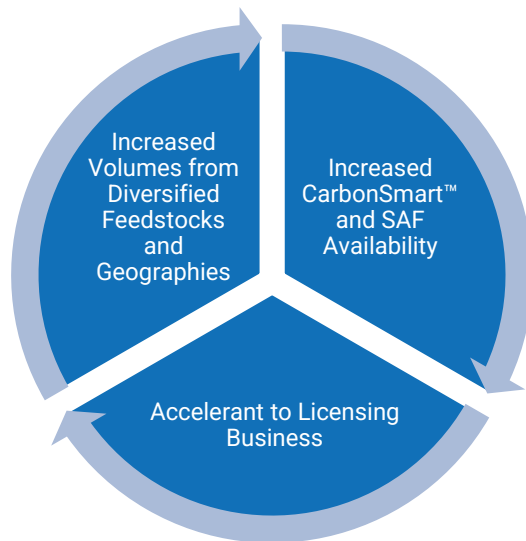 Increased
Volumes from
Diversified
Feedstocks
and
Geographies
Increased
CarbonSmart™
and SAF
Availability
Accelerant to Licensing
Business